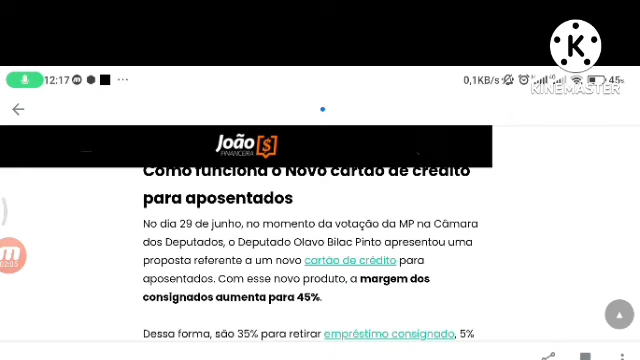 K
KINEMASTER
12:17
0,1KB/s
45%
João
FINANCEIRA
Como funciona o Novo cartão de crédito
para aposentados
No dia 29 de junho, no momento da votação da MP na Câmara
dos Deputados, o Deputado Olavo Bilac Pinto apresentou uma
proposta referente a um novo cartão de crédito para
aposentados. Com esse novo produto, a margem dos
consignados aumenta para 45%.
Dessa forma, são 35% para retirar empréstimo consignado, 5%